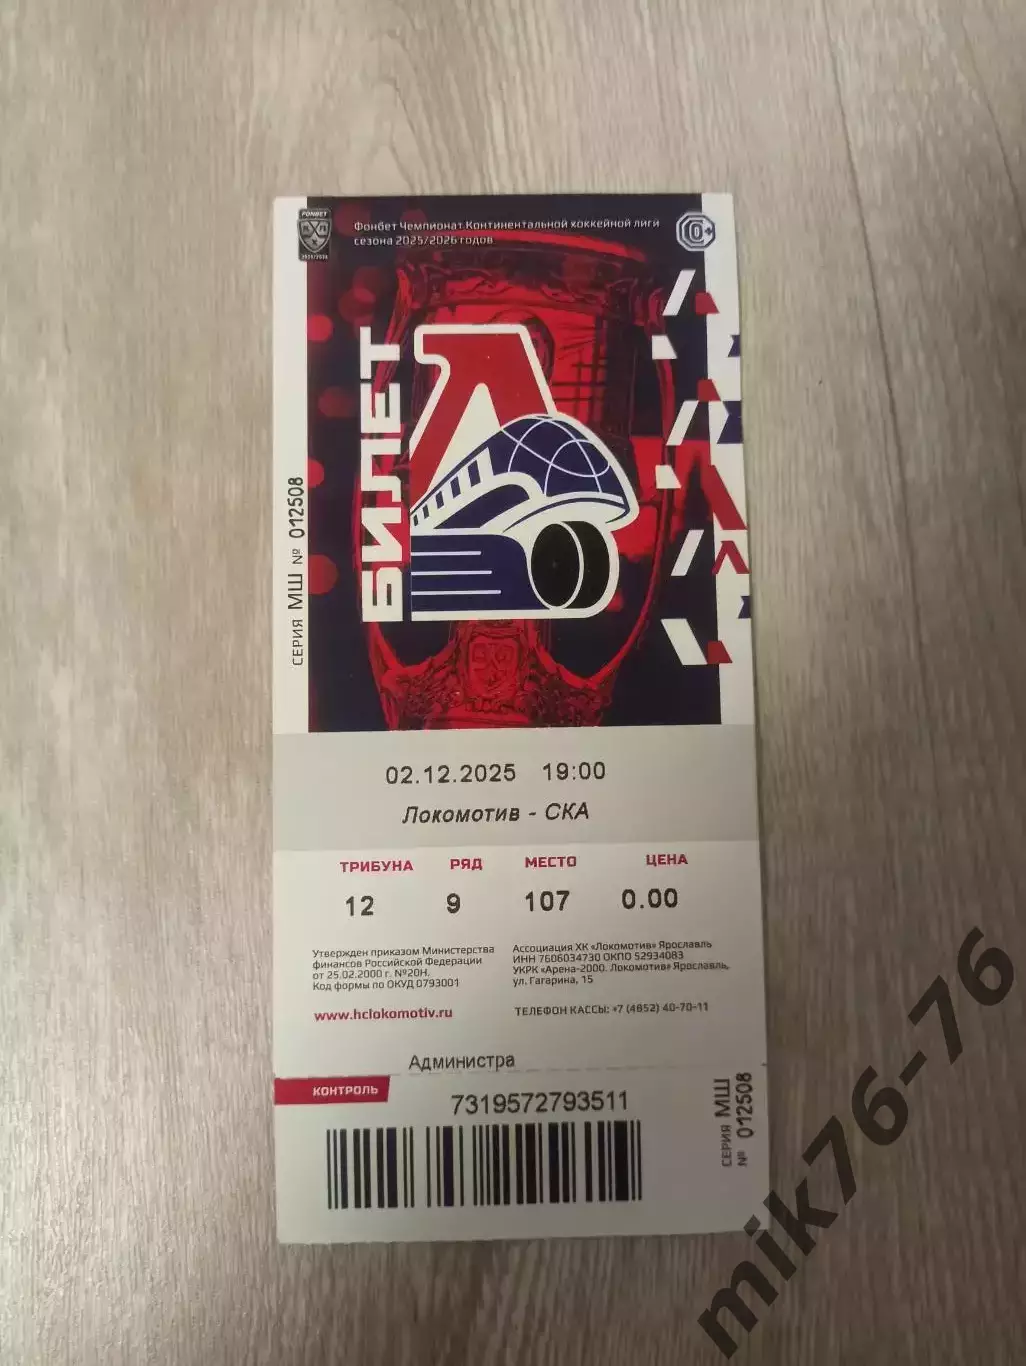 FONBET
2025/2026
Фонбет Чемпионат Континентальной хоккейной лиги
сезона 2025/2026 годов
0+
БИЛЕТ
СЕРИЯ МШ № 012508
02.12.2025 19:00
Локомотив - СКА
ТРИБУНА РЯД МЕСТО ЦЕНА
12 9 107 0.00
Утвержден приказом Министерства
финансов Российской Федерации
от 25.02.2000 г. №20Н.
Код формы по ОКУД 0793001
www.hclokomotiv.ru
Ассоциация ХК «Локомотив» Ярославль
ИНН 7606034730 ОКПО 52934083
УКРК «Арена-2000. Локомотив» Ярославль,
ул. Гагарина, 15
ТЕЛЕФОН КАССЫ: +7 (4852) 40-70-11
Администра
КОНТРОЛЬ
7319572793511
СЕРИЯ МШ
№ 012508
mik76-76